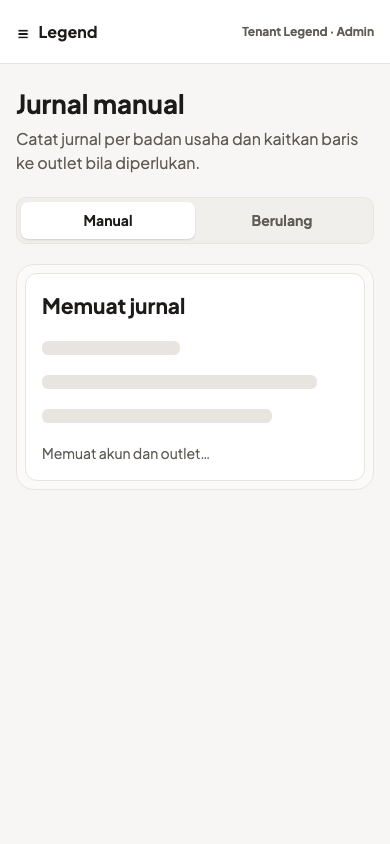 ≡ Legend
Tenant Legend · Admin
Jurnal manual
Catat jurnal per badan usaha dan kaitkan baris
ke outlet bila diperlukan.
Manual
Berulang
Memuat jurnal
Memuat akun dan outlet…